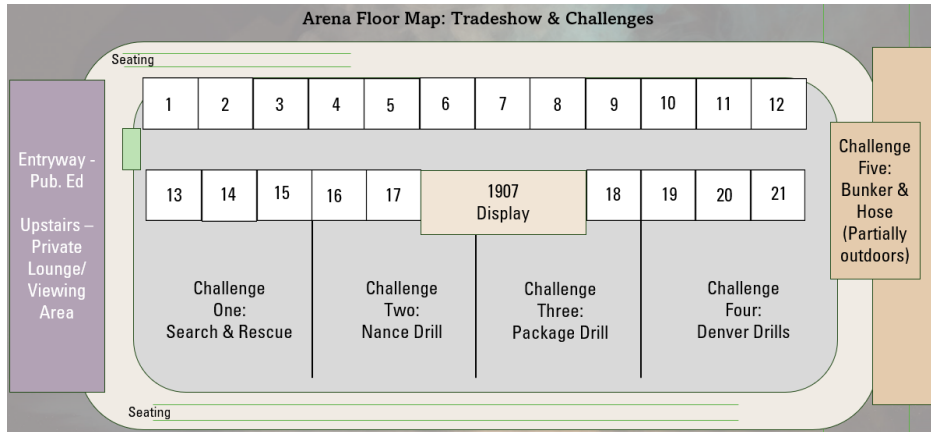 Arena Floor Map: Tradeshow & Challenges
Seating
1 2 3 4 5 6 7 8 9 10 11 12
Entryway -
Pub. Ed
Upstairs –
Private
Lounge/
Viewing
Area
13 14 15 16 17
1907
Display
18 19 20 21
Challenge
Five:
Bunker &
Hose
(Partially
outdoors)
Challenge
One:
Search & Rescue
Challenge
Two:
Nance Drill
Challenge
Three:
Package Drill
Challenge
Four:
Denver Drills
Seating